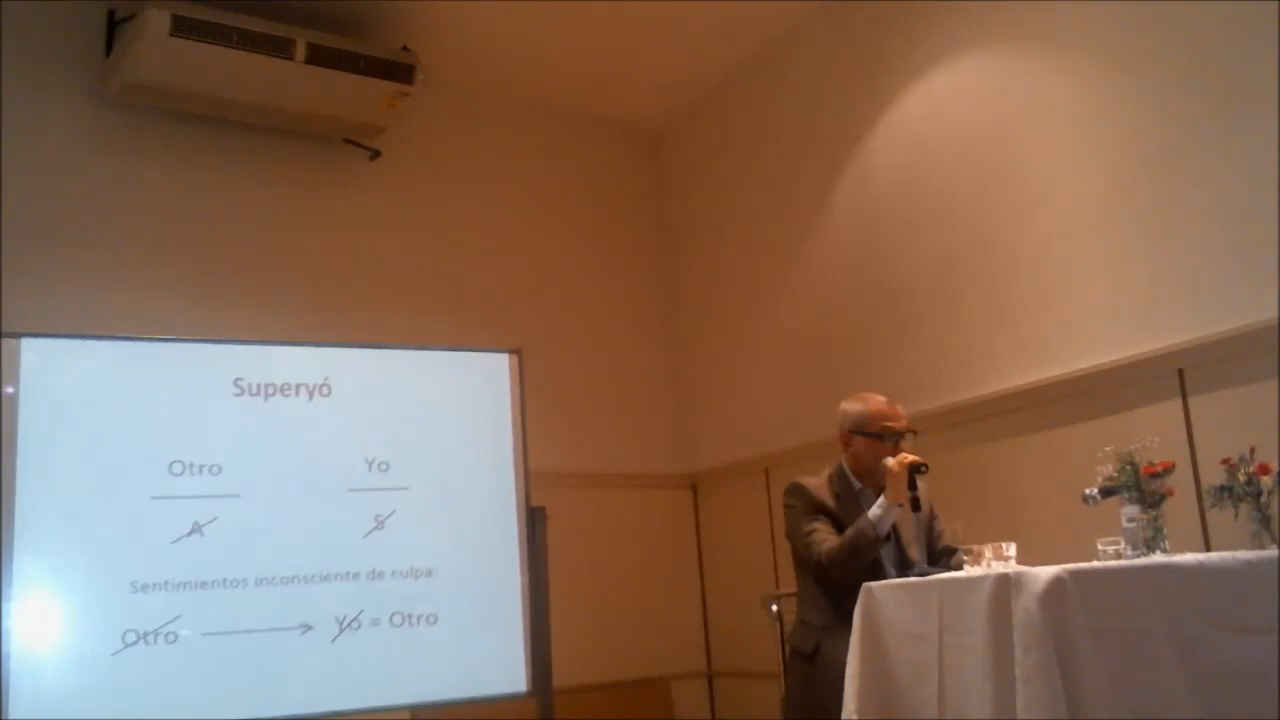 Superyó
Otro Yo
A S
Sentimientos inconsciente de culpa:
Otro Yo = Otro